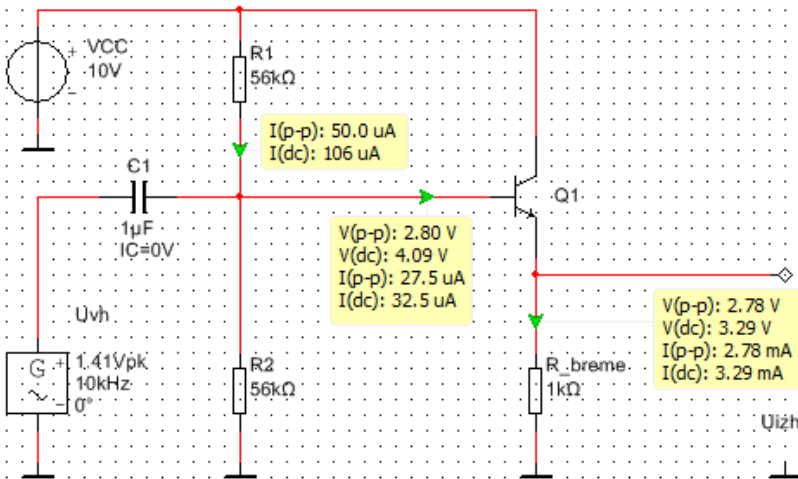 VCC
10V
R1
56kΩ
I(p-p): 50.0 uA
I(dc): 106 uA
C1
1µF
IC=0V
Q1
V(p-p): 2.80 V
V(dc): 4.09 V
I(p-p): 27.5 uA
I(dc): 32.5 uA
Uvh
G
1.41Vpk
10kHz
0°
R2
56kΩ
R_breme
1kΩ
V(p-p): 2.78 V
V(dc): 3.29 V
I(p-p): 2.78 mA
I(dc): 3.29 mA
Uizh